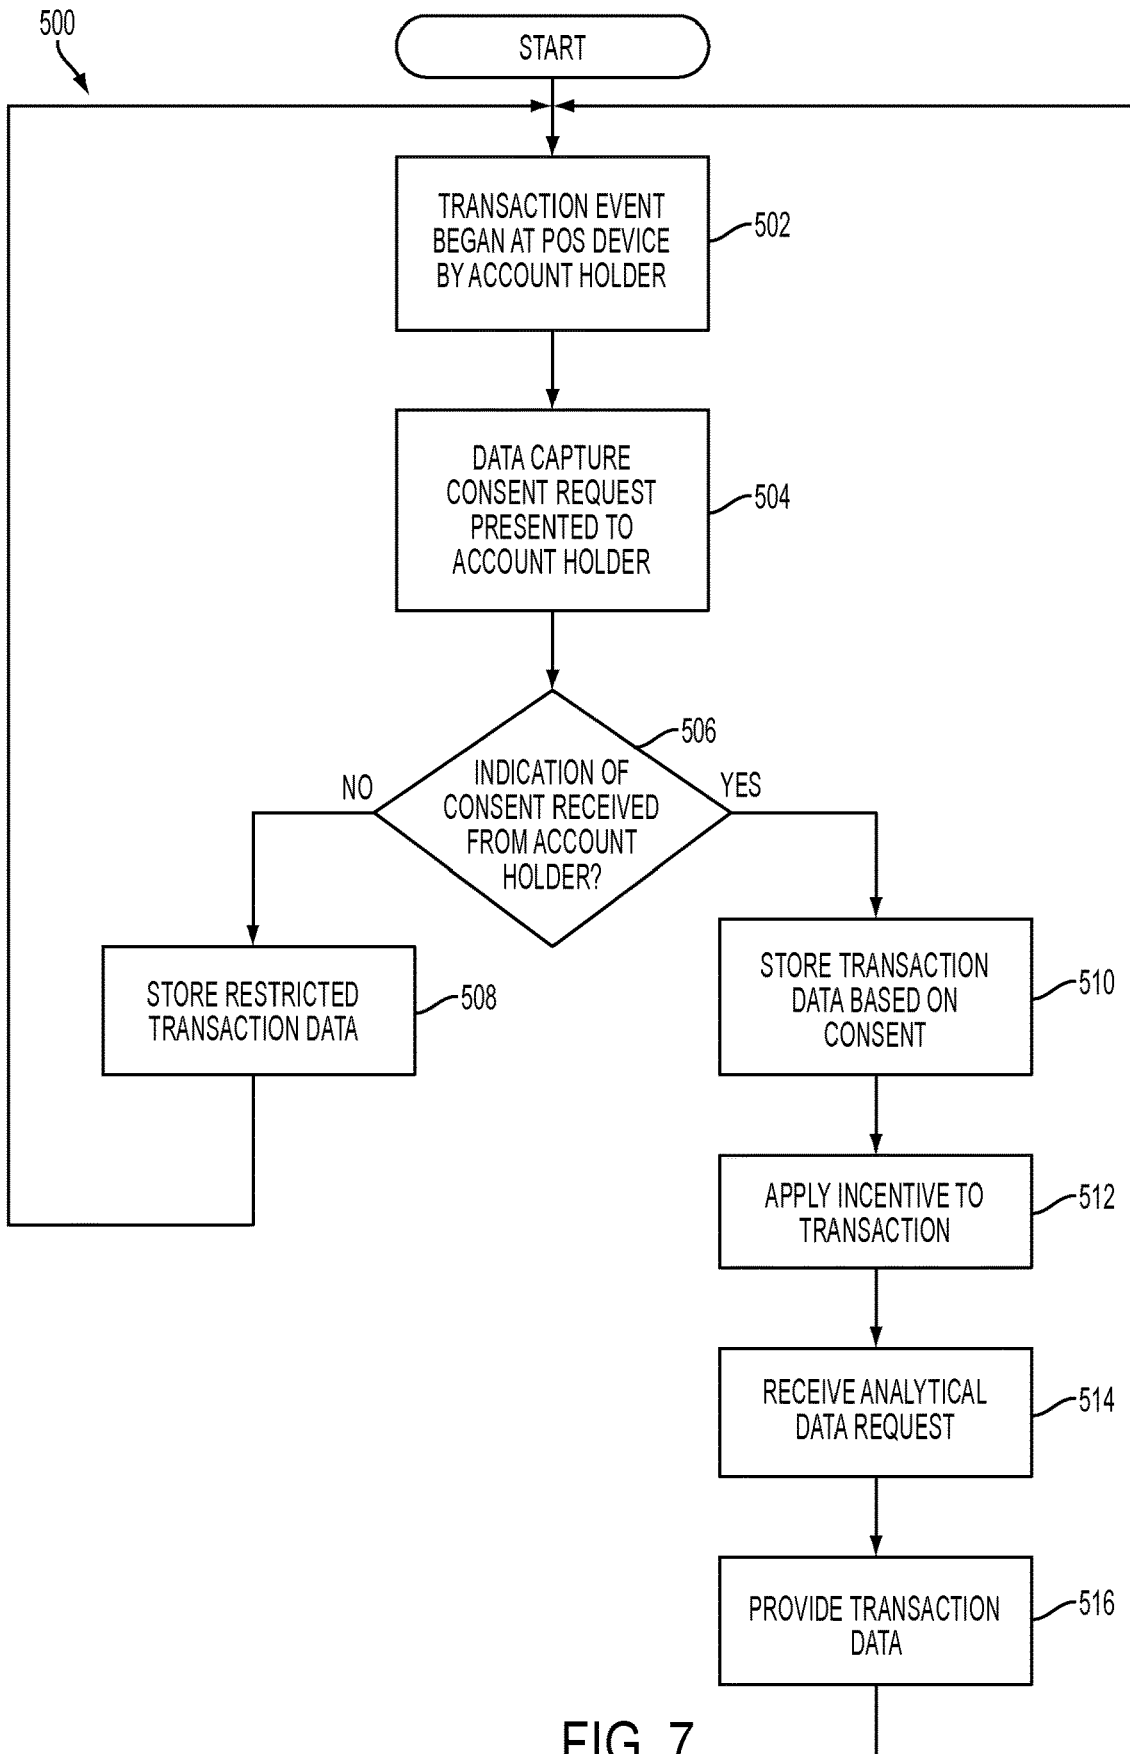 500
START
TRANSACTION EVENT
BEGAN AT POS DEVICE
BY ACCOUNT HOLDER
502
DATA CAPTURE
CONSENT REQUEST
PRESENTED TO
ACCOUNT HOLDER
504
506
INDICATION OF
CONSENT RECEIVED
FROM ACCOUNT
HOLDER?
NO
YES
STORE RESTRICTED
TRANSACTION DATA
508
STORE TRANSACTION
DATA BASED ON
CONSENT
510
APPLY INCENTIVE TO
TRANSACTION
512
RECEIVE ANALYTICAL
DATA REQUEST
514
PROVIDE TRANSACTION
DATA
516
FIG. 7